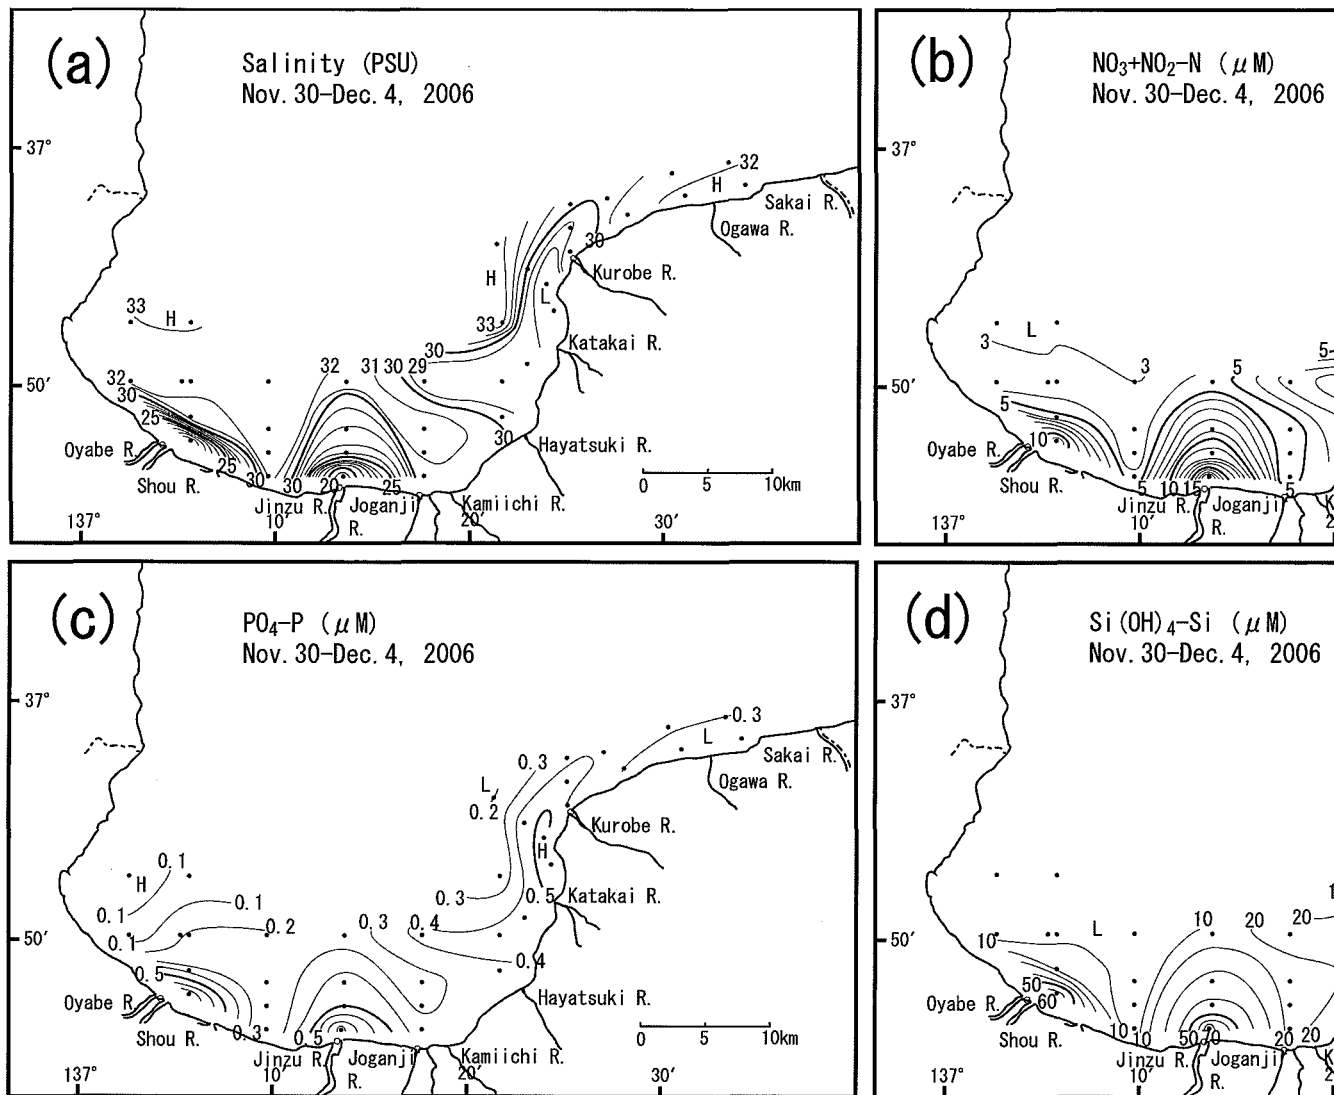 (a)
Salinity (PSU)
Nov. 30-Dec. 4, 2006
37°
32
H
Sakai R.
Ogawa R.
30
Kurobe R.
H
L
33
H
33
30
Katakai R.
32
32
31 30 29
50′
30
25
30
Hayatsuki R.
Oyabe R.
25
30
30
20
25
Shou R.
Jinzu R.
Joganji R.
Kamiichi R.
0 5 10km
137°
10′
20′
30′
(b)
NO₃+NO₂-N (μM)
Nov. 30-Dec. 4, 2006
37°
L
3
3
5
5
50′
5
10
Oyabe R.
Shou R.
5
10
15
5
Jinzu R.
Joganji R.
K
137°
10′
2
(c)
PO₄-P (μM)
Nov. 30-Dec. 4, 2006
37°
0.3
L
Sakai R.
Ogawa R.
0.3
L
0.2
Kurobe R.
H
0.1
H
0.3
0.5
Katakai R.
0.1
0.1
0.1
0.2
0.3
0.4
50′
0.4
0.5
Oyabe R.
Hayatsuki R.
0.3
0.5
Shou R.
Jinzu R.
Joganji R.
Kamiichi R.
0 5 10km
137°
10′
20′
30′
(d)
Si(OH)₄-Si (μM)
Nov. 30-Dec. 4, 2006
37°
1
10
L
10
20
20
50′
50
60
Oyabe R.
Shou R.
10
10
50
70
20
20
Jinzu R.
Joganji R.
K
137°
10′
2